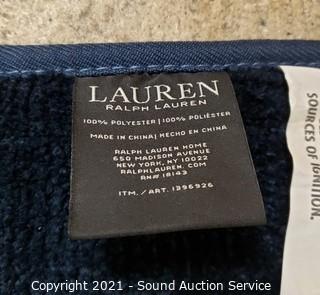 LAUREN
RALPH LAUREN
100% POLYESTER | 100% POLIÉSTER
MADE IN CHINA | HECHO EN CHINA
RALPH LAUREN HOME
650 MADISON AVENUE
NEW YORK, NY 10022
RALPHLAUREN.COM
RN# 18143
ITM./ART. 1396926
SOURCES OF IGNITION.
Copyright 2021 - Sound Auction Service